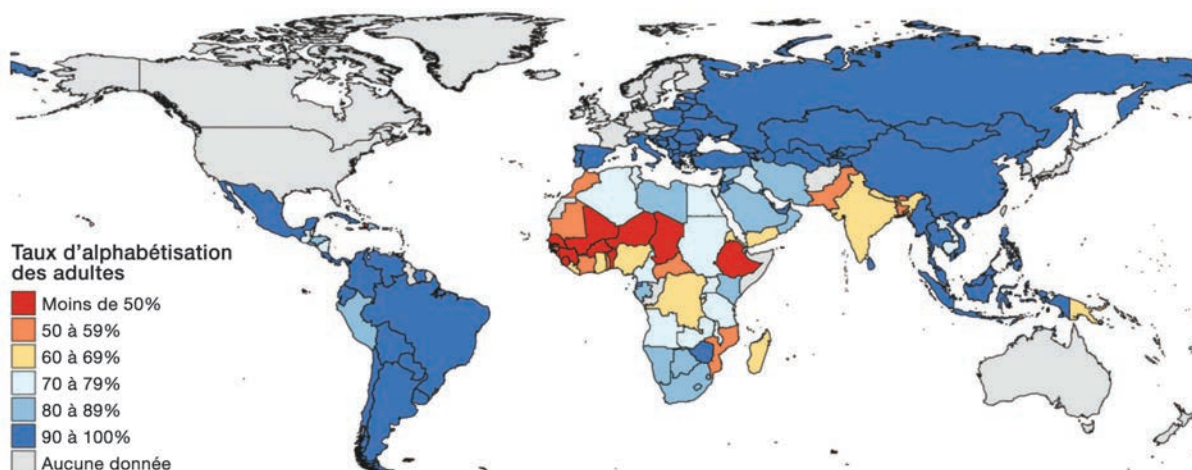 Taux d'alphabétisation
des adultes
Moins de 50%
50 à 59%
60 à 69%
70 à 79%
80 à 89%
90 à 100%
Aucune donnée